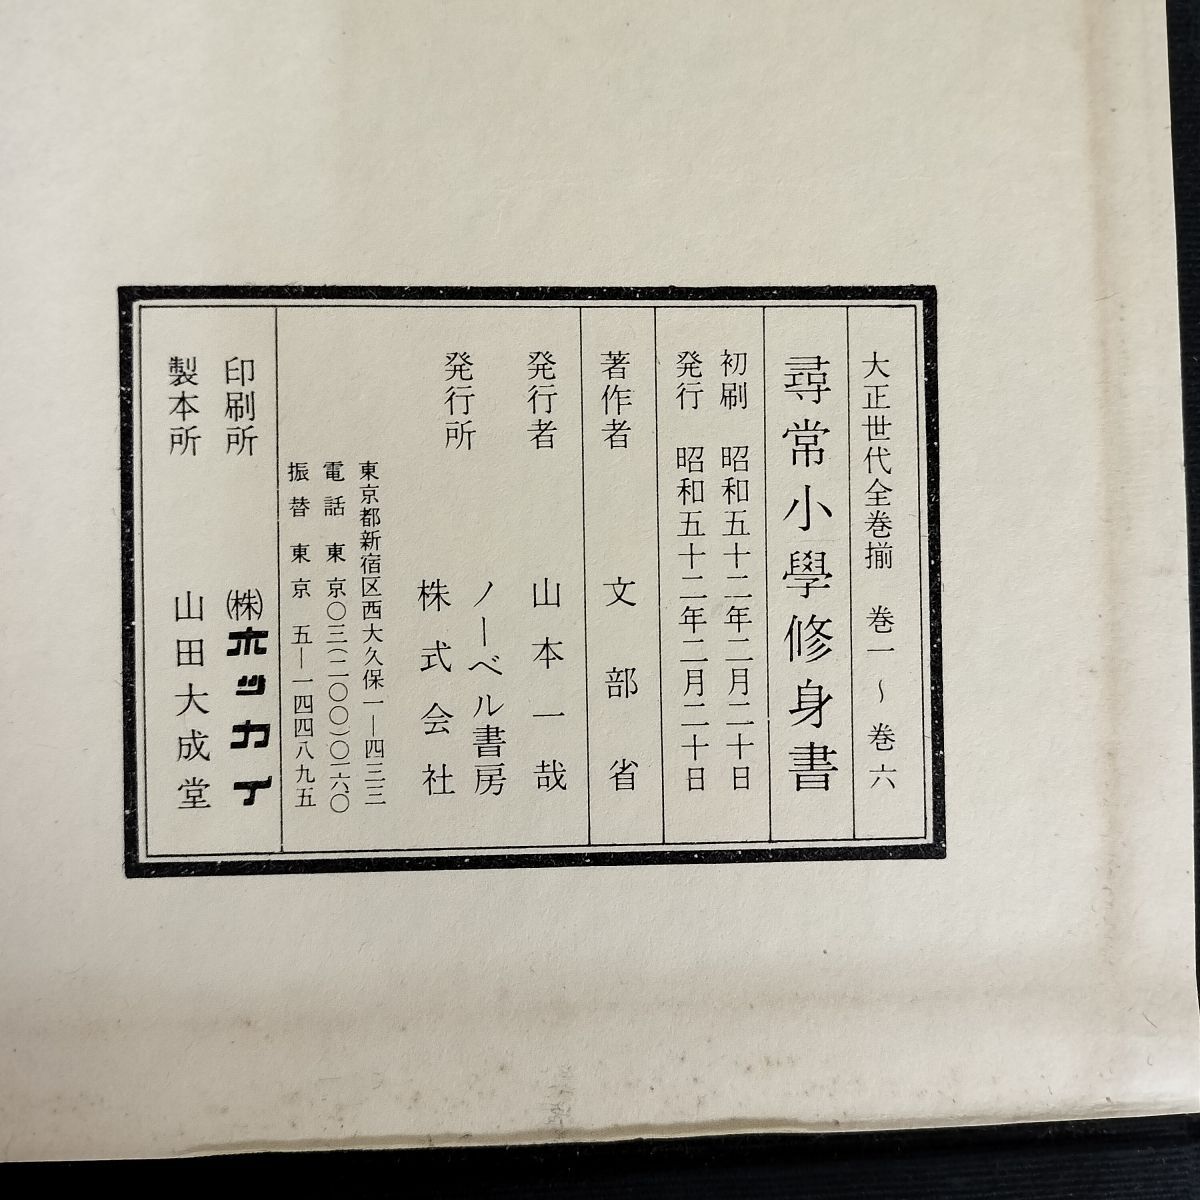 大正世代全巻揃 巻一~巻六
尋常小學修身書
初刷 昭和五十二年二月二十日
発行 昭和五十二年二月二十日
著作者 文部省
発行者 山本一哉
発行所 ノーベル書房
株式会社
東京都新宿区西大久保一―四三三
電話 東京〇三(二〇〇)〇一六〇
振替 東京 五―一四四八九五
印刷所 ㈱ホッカイ
製本所 山田大成堂